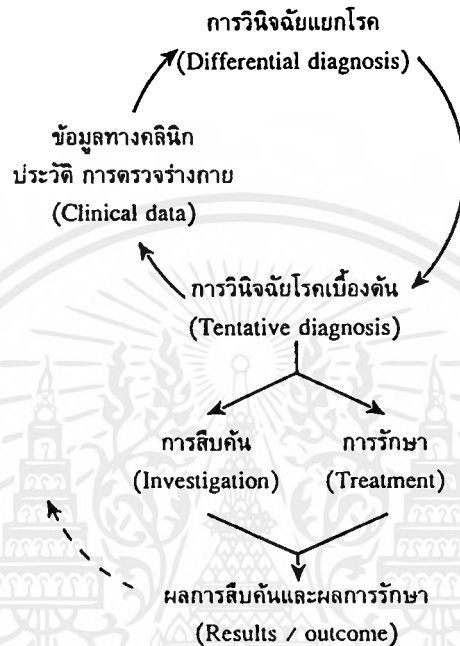 การวินิจฉัยแยกโรค
(Differential diagnosis)
ข้อมูลทางคลินิก
ประวัติ การตรวจร่างกาย
(Clinical data)
การวินิจฉัยโรคเบื้องต้น
(Tentative diagnosis)
การสืบค้น
(Investigation)
การรักษา
(Treatment)
ผลการสืบค้นและผลการรักษา
(Results / outcome)